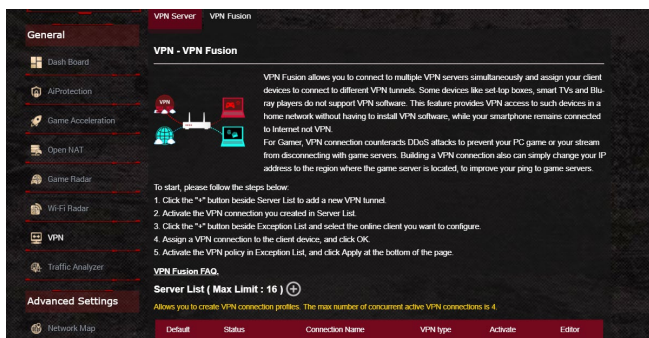 VPN Server VPN Fusion
General
VPN - VPN Fusion
Dash Board
AiProtection
Game Acceleration
Open NAT
Game Radar
Wi-Fi Radar
VPN
Traffic Analyzer
Advanced Settings
Network Map
VPN
VPN Fusion allows you to connect to multiple VPN servers simultaneously and assign your client
devices to connect to different VPN tunnels. Some devices like set-top boxes, smart TVs and Blu-
ray players do not support VPN software. This feature provides VPN access to such devices in a
home network without having to install VPN software, while your smartphone remains connected
to Internet not VPN.
For Gamer, VPN connection counteracts DDoS attacks to prevent your PC game or your stream
from disconnecting with game servers. Building a VPN connection also can simply change your IP
address to the region where the game server is located, to improve your ping to game servers.
To start, please follow the steps below:
1. Click the "+" button beside Server List to add a new VPN tunnel.
2. Activate the VPN connection you created in Server List.
3. Click the "+" button beside Exception List and select the online client you want to configure.
4. Assign a VPN connection to the client device, and click OK.
5. Activate the VPN policy in Exception List, and click Apply at the bottom of the page.
VPN Fusion FAQ.
Server List ( Max Limit : 16 )
Allows you to create VPN connection profiles. The max number of concurrent active VPN connections is 4.
Default Status Connection Name VPN type Activate Editor